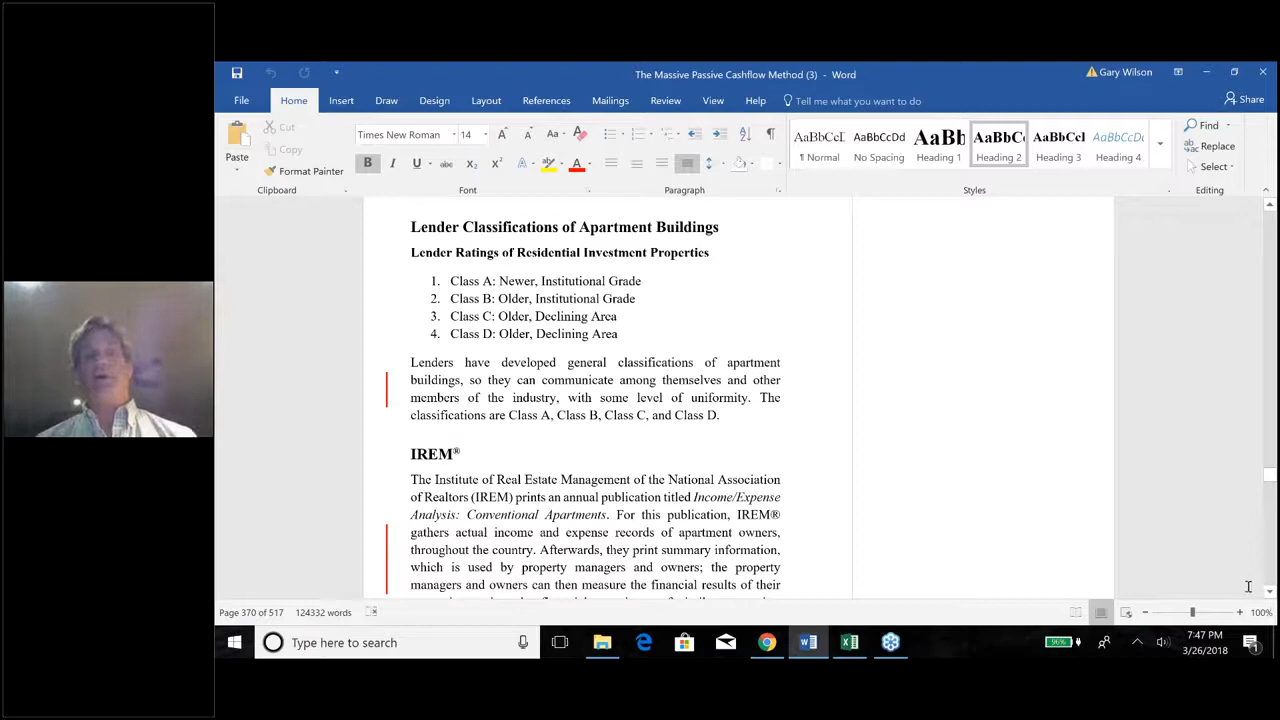 The Massive Passive Cashflow Method (3) - Word
Gary Wilson
File Home Insert Draw Design Layout References Mailings Review View Help Tell me what you want to do Share
Paste
Cut
Copy
Format Painter
Clipboard
Times New Roman 14
Font
Paragraph
AaBbCcDc AaBbCcDd AaBb AaBbCc AaBbCcI AaBbCcDc
¶ Normal No Spacing Heading 1 Heading 2 Heading 3 Heading 4
Styles
Find
Replace
Select
Editing
Lender Classifications of Apartment Buildings
Lender Ratings of Residential Investment Properties
1. Class A: Newer, Institutional Grade
2. Class B: Older, Institutional Grade
3. Class C: Older, Declining Area
4. Class D: Older, Declining Area
Lenders have developed general classifications of apartment
buildings, so they can communicate among themselves and other
members of the industry, with some level of uniformity. The
classifications are Class A, Class B, Class C, and Class D.
IREM®
The Institute of Real Estate Management of the National Association
of Realtors (IREM) prints an annual publication titled Income/Expense
Analysis: Conventional Apartments. For this publication, IREM®
gathers actual income and expense records of apartment owners,
throughout the country. Afterwards, they print summary information,
which is used by property managers and owners; the property
managers and owners can then measure the financial results of their
Page 370 of 517 124332 words 100%
Type here to search
96%
7:47 PM
3/26/2018